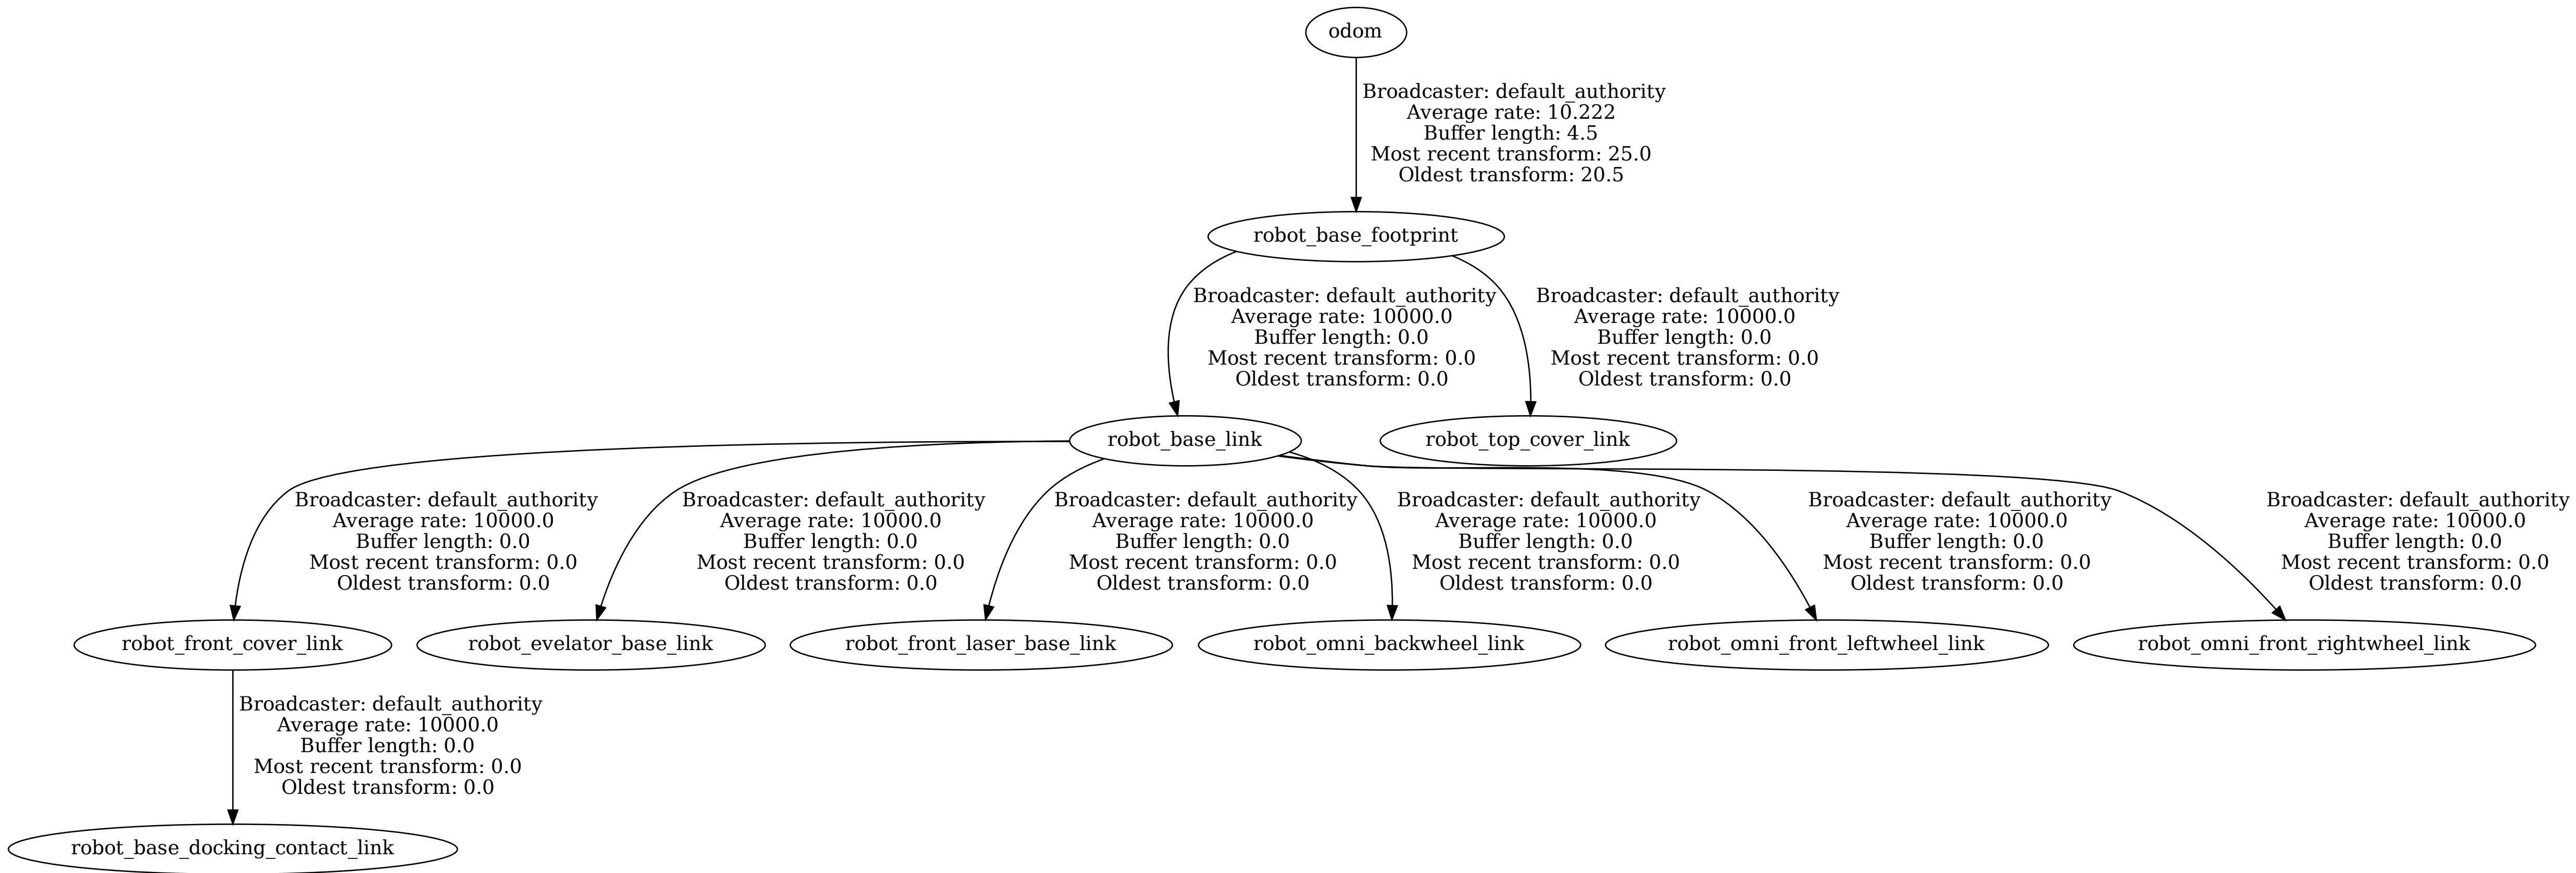 odom
Broadcaster: default_authority
Average rate: 10.222
Buffer length: 4.5
Most recent transform: 25.0
Oldest transform: 20.5
robot_base_footprint
Broadcaster: default_authority
Average rate: 10000.0
Buffer length: 0.0
Most recent transform: 0.0
Oldest transform: 0.0
Broadcaster: default_authority
Average rate: 10000.0
Buffer length: 0.0
Most recent transform: 0.0
Oldest transform: 0.0
robot_base_link
robot_top_cover_link
Broadcaster: default_authority
Average rate: 10000.0
Buffer length: 0.0
Most recent transform: 0.0
Oldest transform: 0.0
Broadcaster: default_authority
Average rate: 10000.0
Buffer length: 0.0
Most recent transform: 0.0
Oldest transform: 0.0
Broadcaster: default_authority
Average rate: 10000.0
Buffer length: 0.0
Most recent transform: 0.0
Oldest transform: 0.0
Broadcaster: default_authority
Average rate: 10000.0
Buffer length: 0.0
Most recent transform: 0.0
Oldest transform: 0.0
Broadcaster: default_authority
Average rate: 10000.0
Buffer length: 0.0
Most recent transform: 0.0
Oldest transform: 0.0
Broadcaster: default_authority
Average rate: 10000.0
Buffer length: 0.0
Most recent transform: 0.0
Oldest transform: 0.0
robot_front_cover_link
robot_evelator_base_link
robot_front_laser_base_link
robot_omni_backwheel_link
robot_omni_front_leftwheel_link
robot_omni_front_rightwheel_link
Broadcaster: default_authority
Average rate: 10000.0
Buffer length: 0.0
Most recent transform: 0.0
Oldest transform: 0.0
robot_base_docking_contact_link